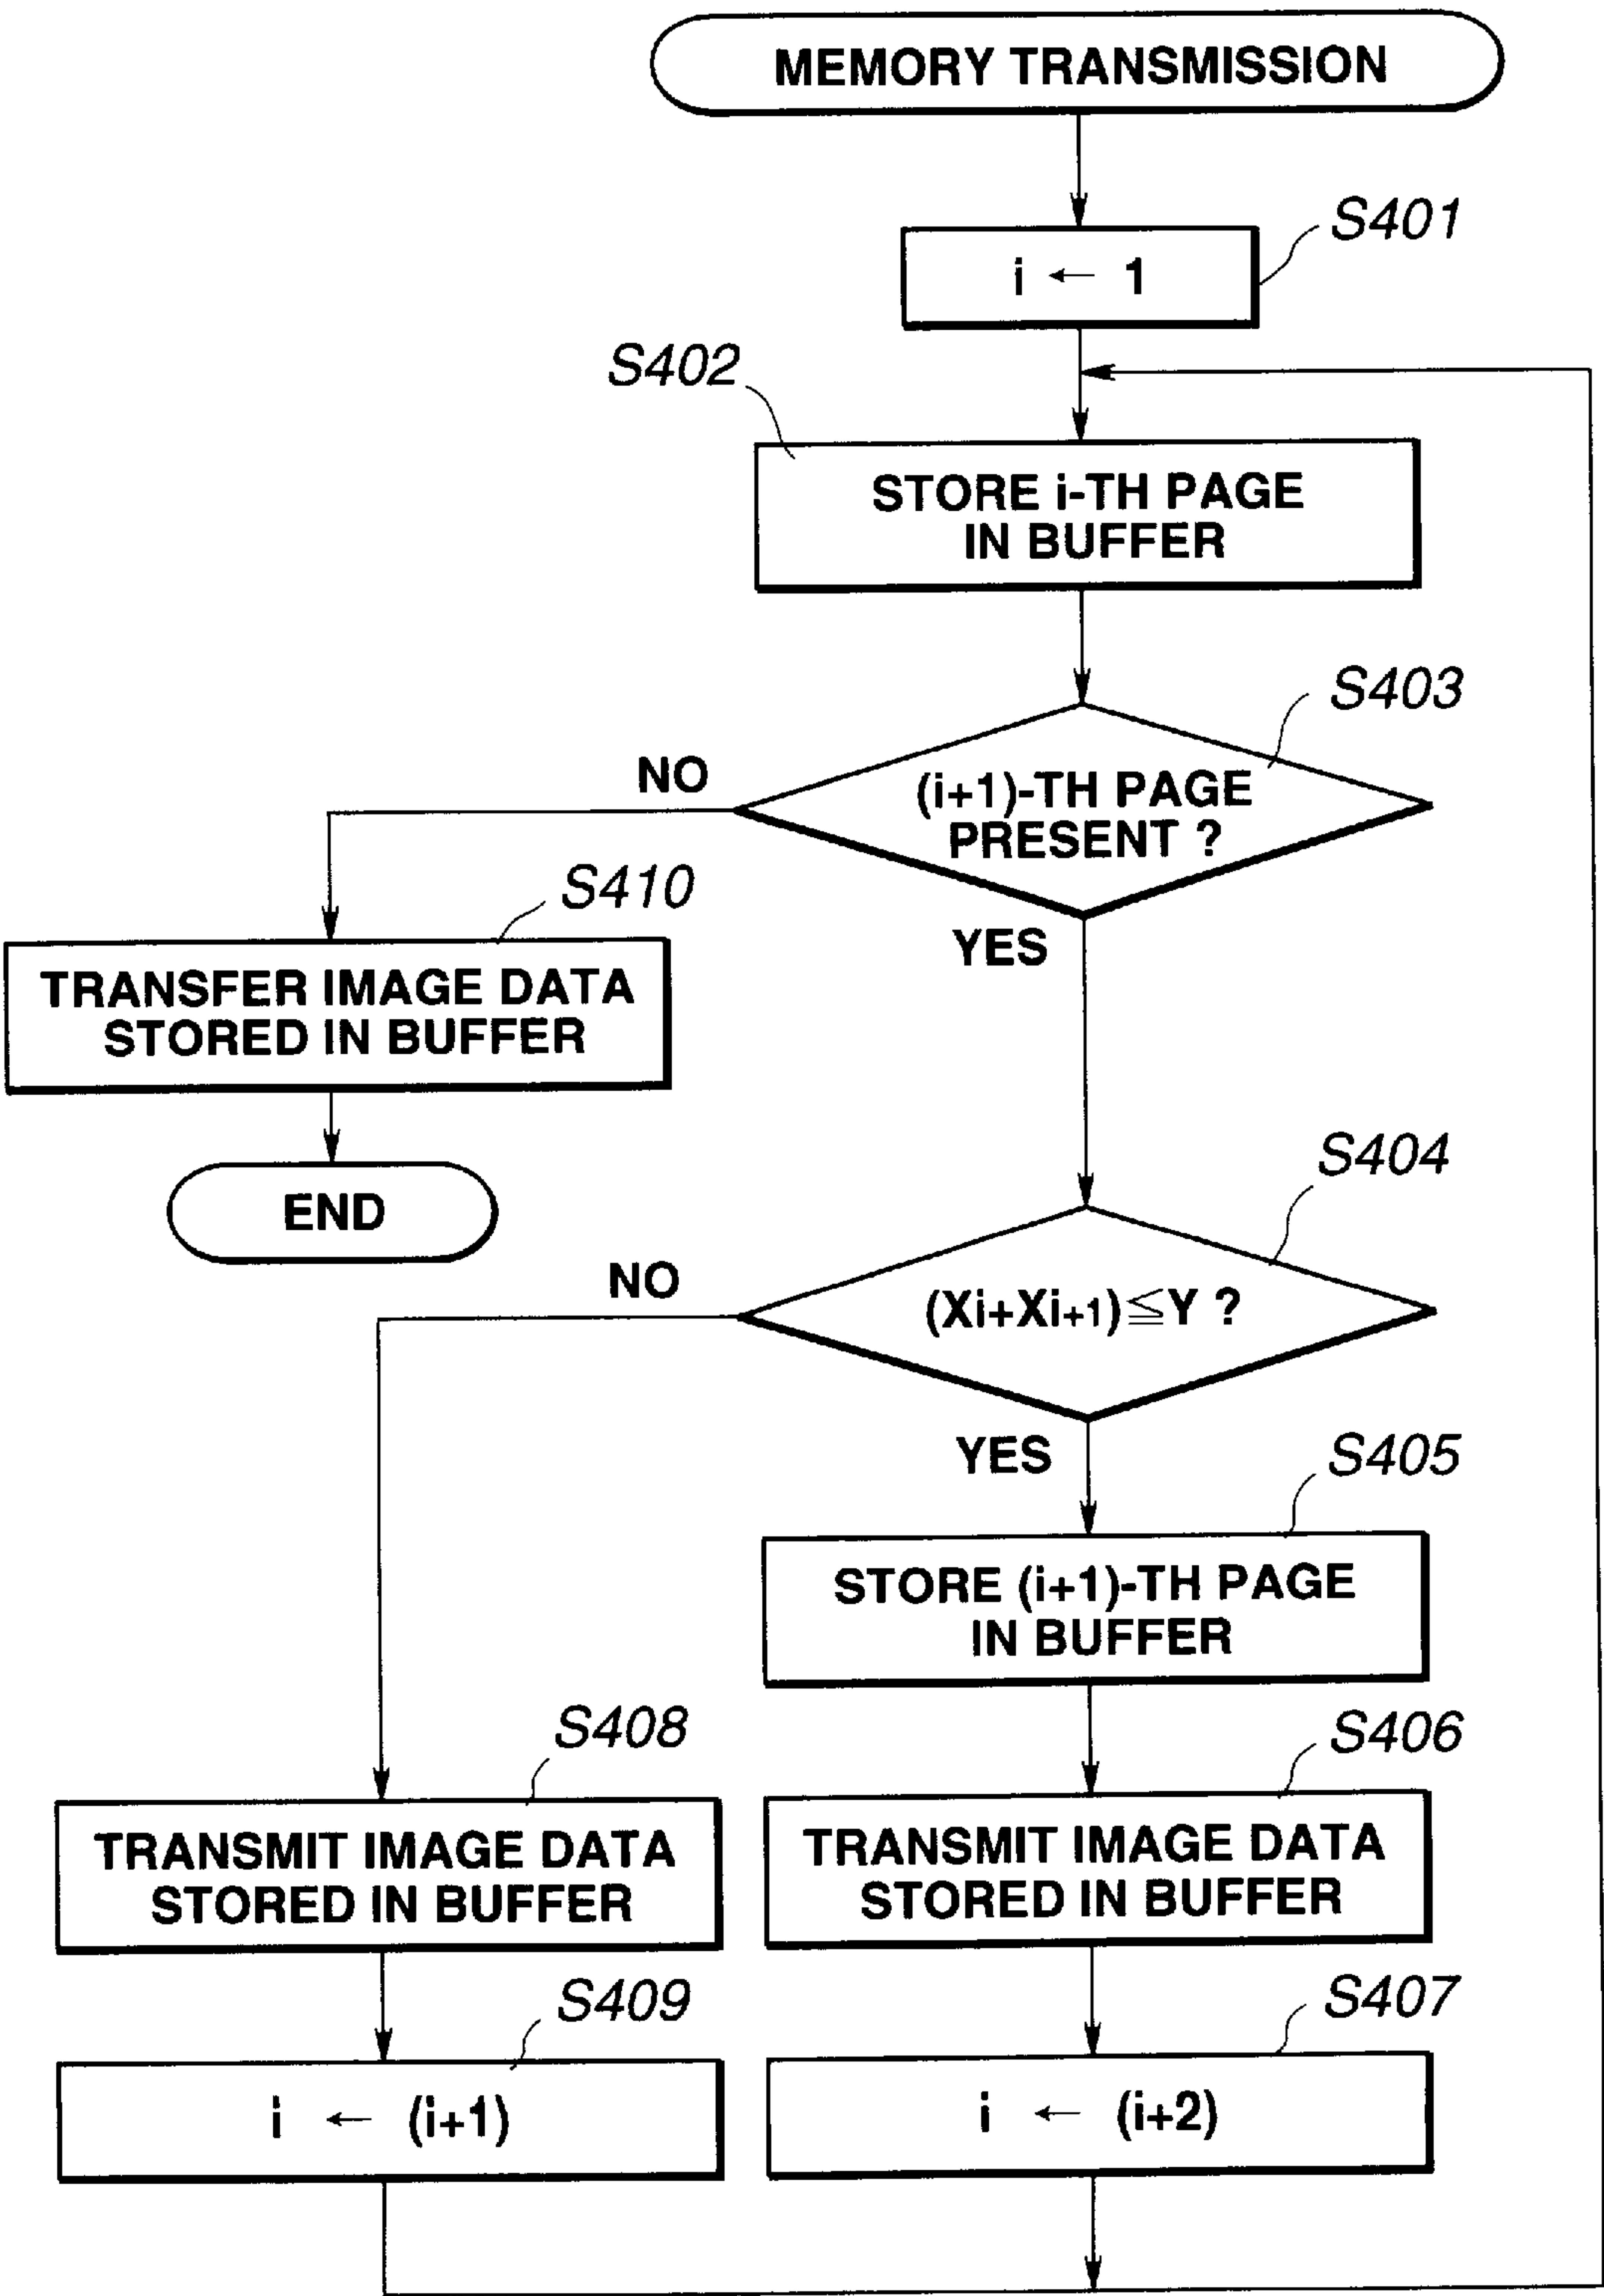 MEMORY TRANSMISSION
S401
i ← 1
S402
STORE i-TH PAGE
IN BUFFER
S403
NO
(i+1)-TH PAGE
PRESENT ?
S410
YES
TRANSFER IMAGE DATA
STORED IN BUFFER
S404
END
NO
(Xi+Xi+1)≦Y ?
YES
S405
STORE (i+1)-TH PAGE
IN BUFFER
S408
S406
TRANSMIT IMAGE DATA
STORED IN BUFFER
TRANSMIT IMAGE DATA
STORED IN BUFFER
S409
S407
i ← (i+1)
i ← (i+2)